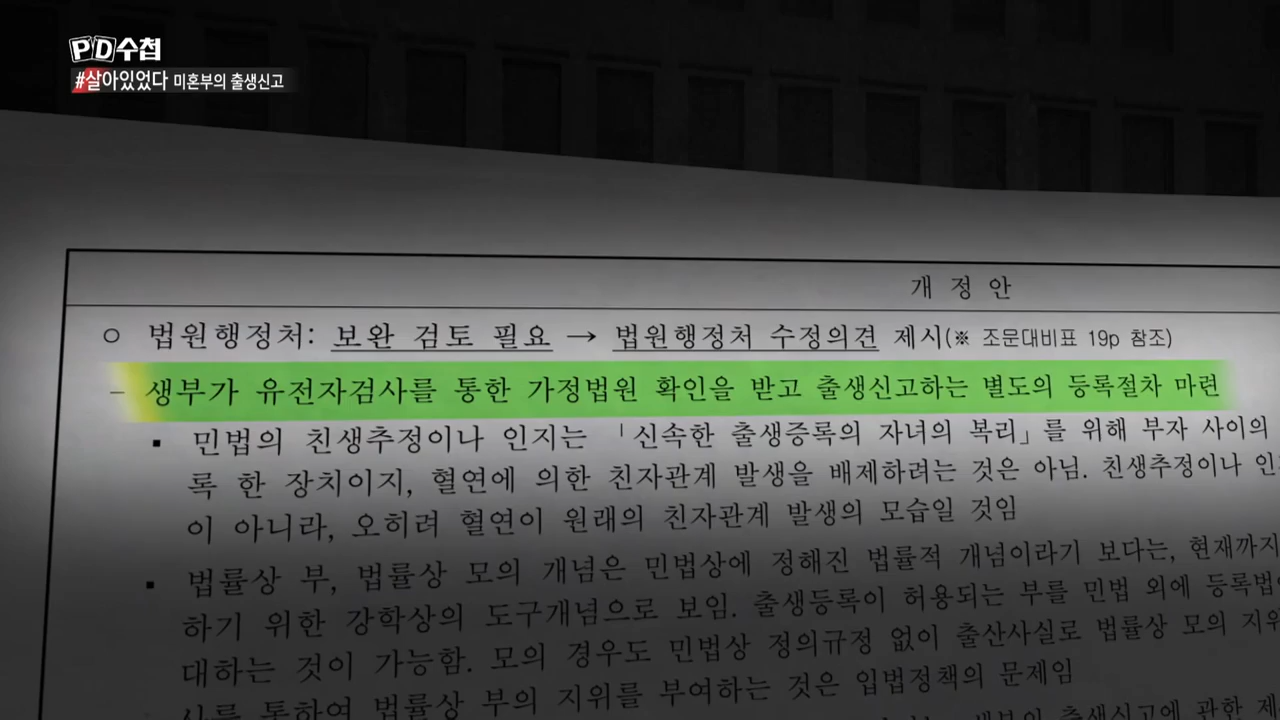 PD수첩
#살아있었다 미혼부의 출생신고
개 정 안
○ 법원행정처: 보완 검토 필요 → 법원행정처 수정의견 제시(※ 조문대비표 19p 참조)
- 생부가 유전자검사를 통한 가정법원 확인을 받고 출생신고하는 별도의 등록절차 마련
▪ 민법의 친생추정이나 인지는 「신속한 출생증록의 자녀의 복리」를 위해 부자 사이의
록 한 장치이지, 혈연에 의한 친자관계 발생을 배제하려는 것은 아님. 친생추정이나
이 아니라, 오히려 혈연이 원래의 친자관계 발생의 모습일 것임
▪ 법률상 부, 법률상 모의 개념은 민법상에 정해진 법률적 개념이라기 보다는, 현재까지
하기 위한 강학상의 도구개념으로 보임. 출생등록이 허용되는 부를 민법 외에
대하는 것이 가능함. 모의 경우도 민법상 정의규정 없이 출산사실로 법률상 모의
사를 통하여 법률상 부의 지위를 부여하는 것은 입법정책의 문제임
출생신고에 관한